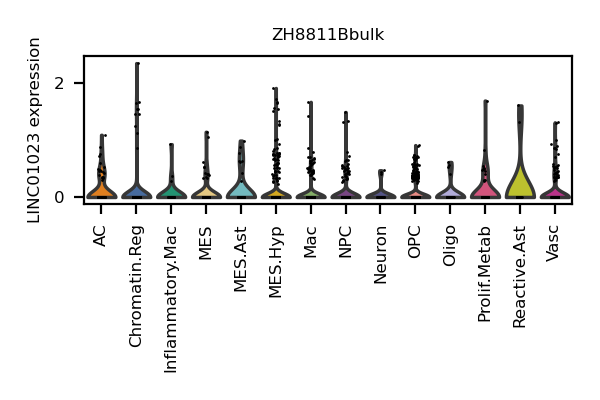 ZH8811Bbulk
LINC01023 expression
2
0
AC
Chromatin.Reg
Inflammatory.Mac
MES
MES.Ast
MES.Hyp
Mac
NPC
Neuron
OPC
Oligo
Prolif.Metab
Reactive.Ast
Vasc